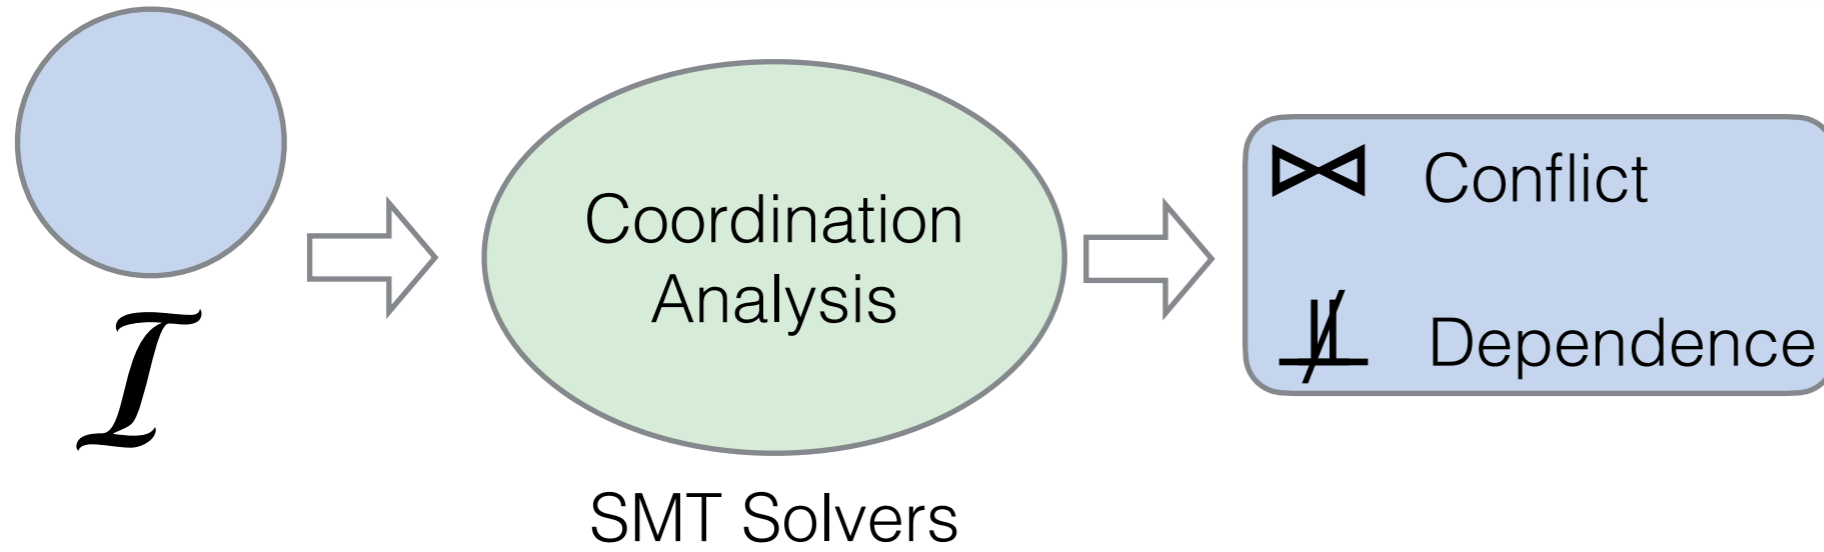 ℐ
Coordination
Analysis
SMT Solvers
⋈ Conflict
⫫̸ Dependence